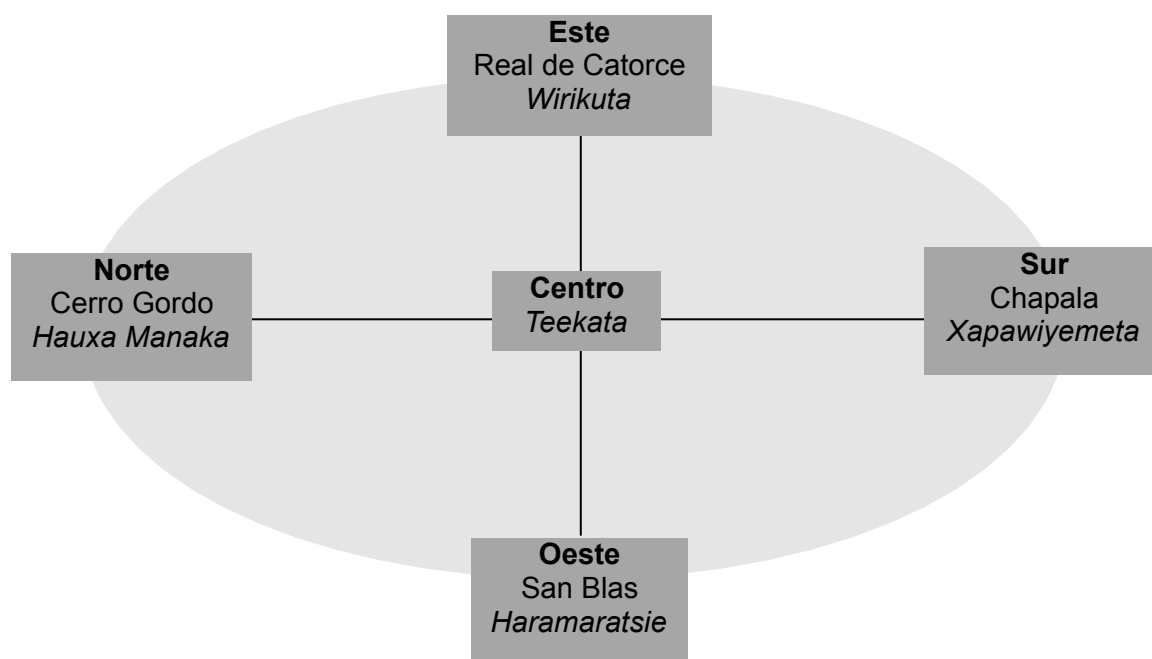 Este
Real de Catorce
Wirikuta
Norte
Cerro Gordo
Hauxa Manaka
Centro
Teekata
Sur
Chapala
Xapawiyemeta
Oeste
San Blas
Haramaratsie